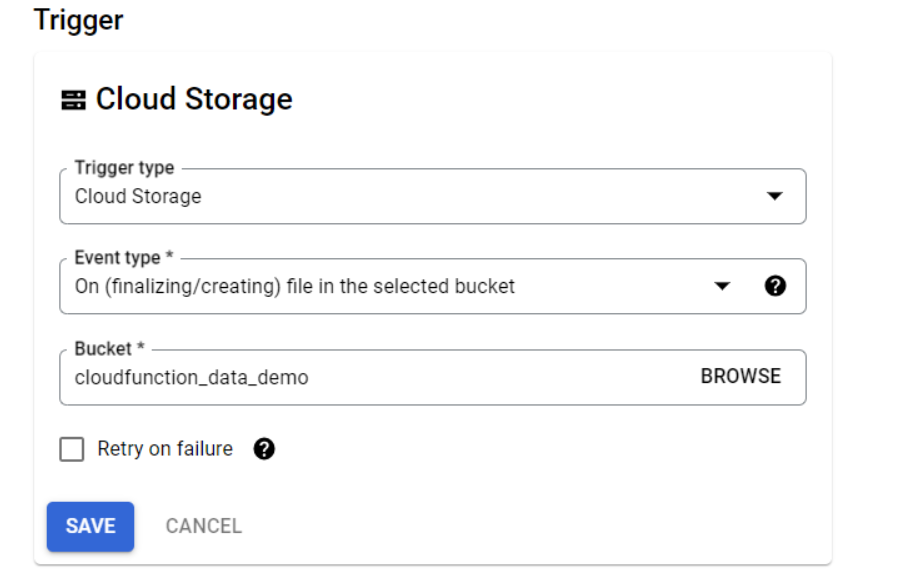 Trigger
Cloud Storage
Trigger type
Cloud Storage
Event type *
On (finalizing/creating) file in the selected bucket
Bucket *
cloudfunction_data_demo
BROWSE
Retry on failure
SAVE CANCEL